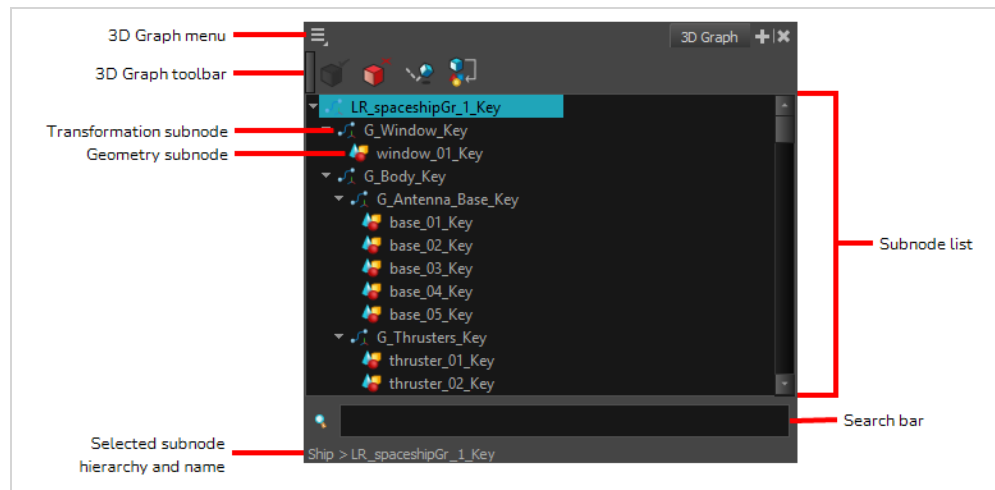 3D Graph menu
3D Graph
3D Graph toolbar
LR_spaceshipGr_1_Key
Transformation subnode
G_Window_Key
Geometry subnode
window_01_Key
G_Body_Key
G_Antenna_Base_Key
base_01_Key
base_02_Key
base_03_Key
base_04_Key
base_05_Key
Subnode list
G_Thrusters_Key
thruster_01_Key
thruster_02_Key
Search bar
Selected subnode
hierarchy and name
Ship > LR_spaceshipGr_1_Key